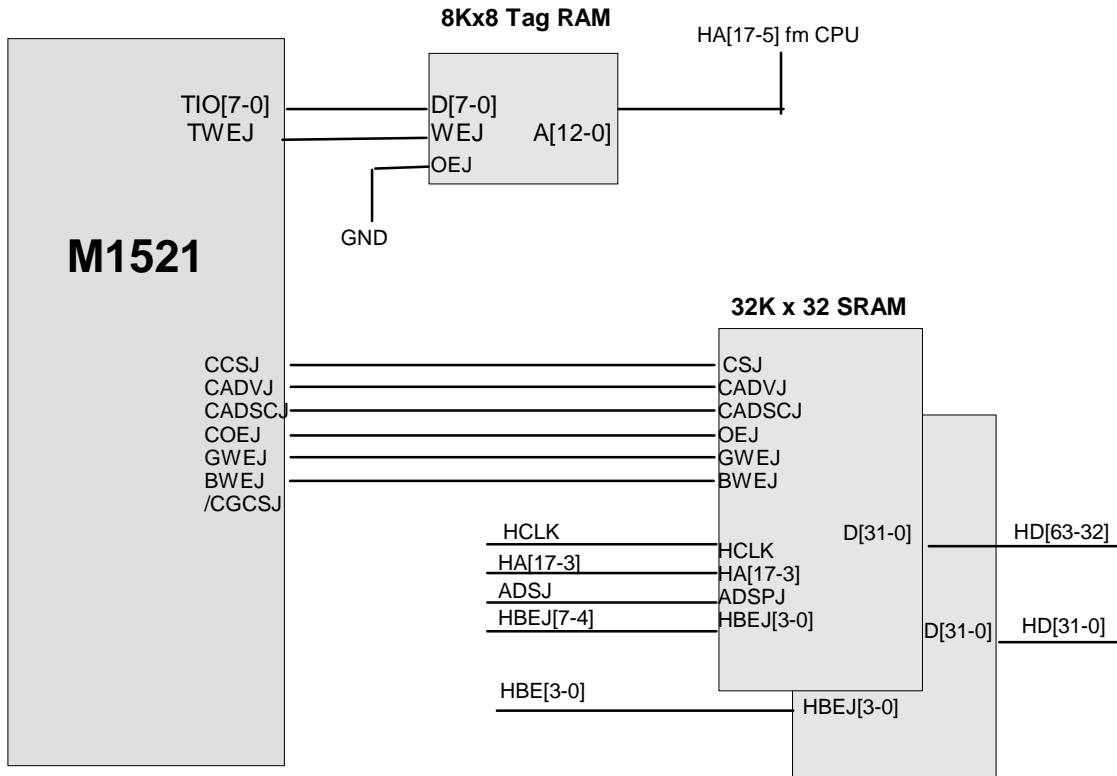 8Kx8 Tag RAM
HA[17-5] fm CPU
TIO[7-0]
TWEJ
D[7-0]
WEJ
A[12-0]
OEJ
GND
M1521
32K x 32 SRAM
CCSJ
CADVJ
CADSCJ
COEJ
GWEJ
BWEJ
/CGCSJ
CSJ
CADVJ
CADSCJ
OEJ
GWEJ
BWEJ
HCLK
HA[17-3]
ADSJ
HBEJ[7-4]
HCLK
HA[17-3]
ADSPJ
HBEJ[3-0]
D[31-0]
HD[63-32]
D[31-0]
HD[31-0]
HBE[3-0]
HBEJ[3-0]